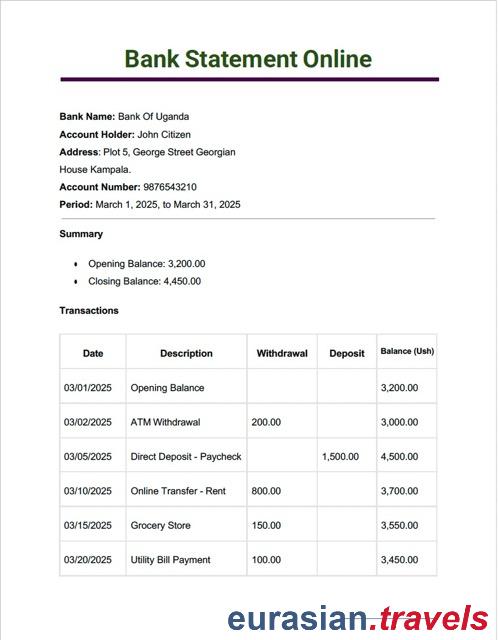 Bank Statement Online
Bank Name: Bank Of Uganda
Account Holder: John Citizen
Address: Plot 5, George Street Georgian
House Kampala.
Account Number: 9876543210
Period: March 1, 2025, to March 31, 2025
Summary
• Opening Balance: 3,200.00
• Closing Balance: 4,450.00
Transactions
Date Description Withdrawal Deposit Balance (Ush)
03/01/2025 Opening Balance 3,200.00
03/02/2025 ATM Withdrawal 200.00 3,000.00
03/05/2025 Direct Deposit - Paycheck 1,500.00 4,500.00
03/10/2025 Online Transfer - Rent 800.00 3,700.00
03/15/2025 Grocery Store 150.00 3,550.00
03/20/2025 Utility Bill Payment 100.00 3,450.00
eurasian.travels